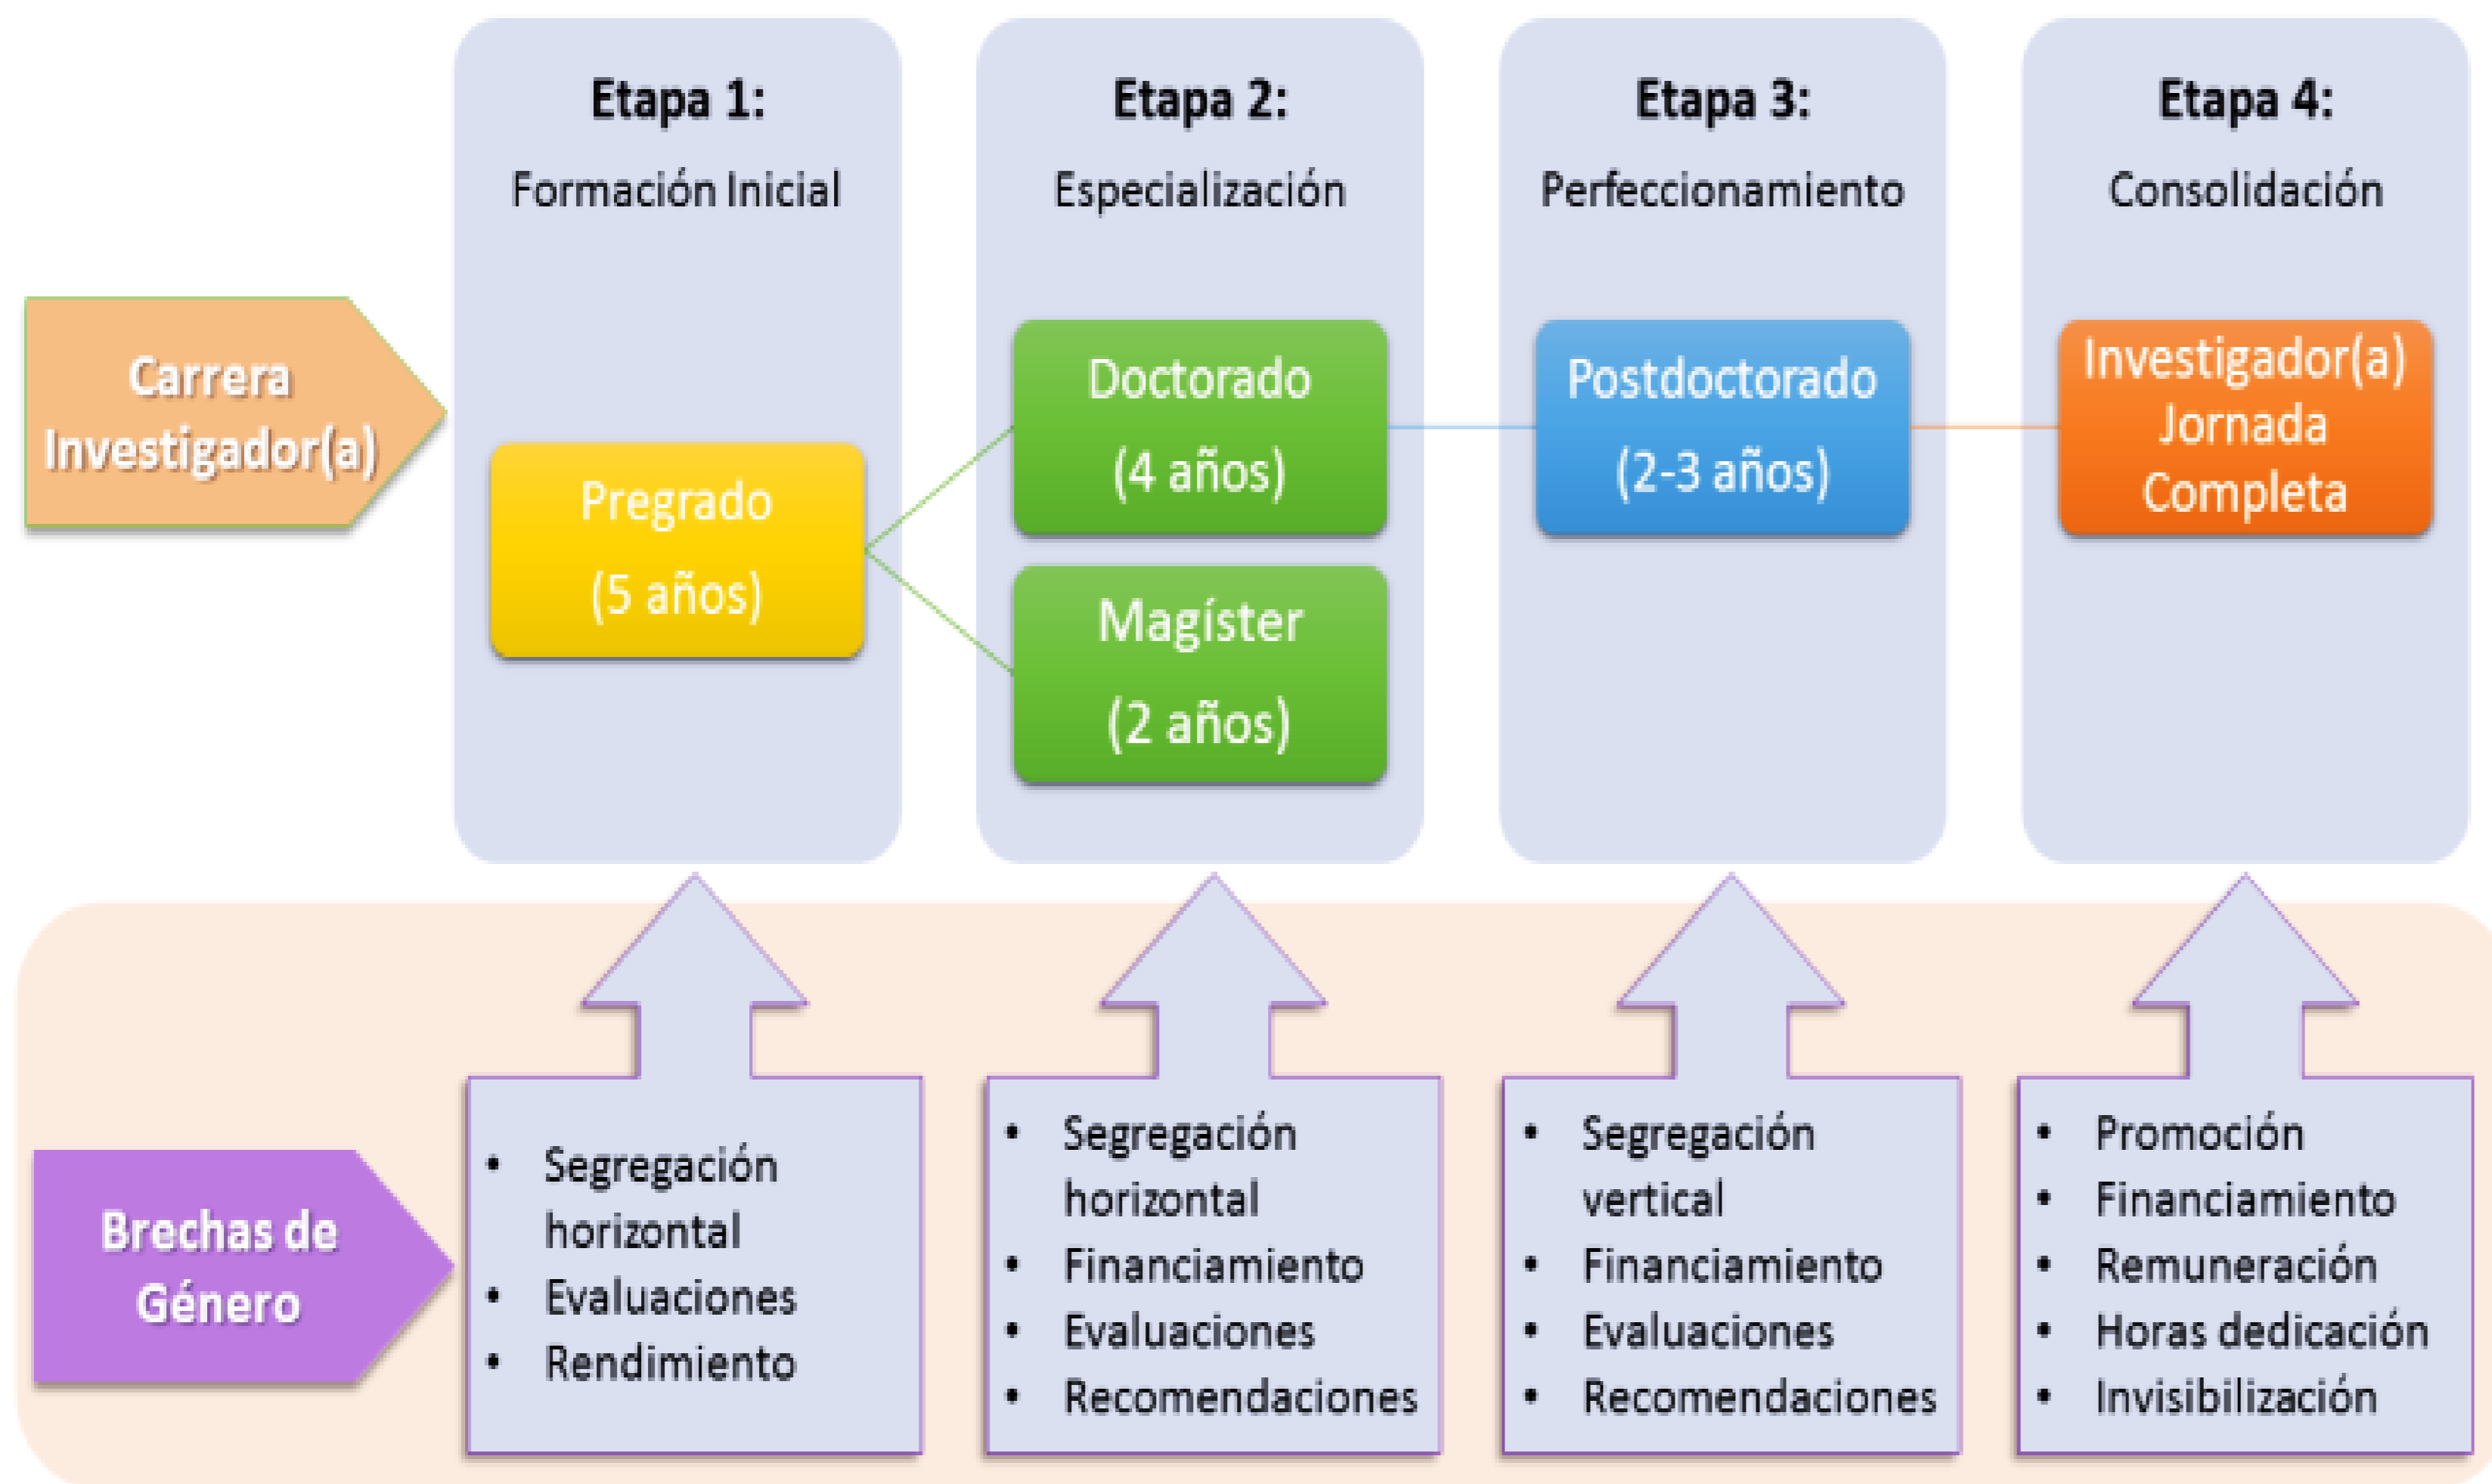 Etapa 1:
Formación Inicial
Etapa 2:
Especialización
Etapa 3:
Perfeccionamiento
Etapa 4:
Consolidación
Carrera
Investigador(a)
Pregrado
(5 años)
Doctorado
(4 años)
Magíster
(2 años)
Postdoctorado
(2-3 años)
Investigador(a)
Jornada
Completa
Brechas de
Género
• Segregación
horizontal
• Evaluaciones
• Rendimiento
• Segregación
horizontal
• Financiamiento
• Evaluaciones
• Recomendaciones
• Segregación
vertical
• Financiamiento
• Evaluaciones
• Recomendaciones
• Promoción
• Financiamiento
• Remuneración
• Horas dedicación
• Invisibilización